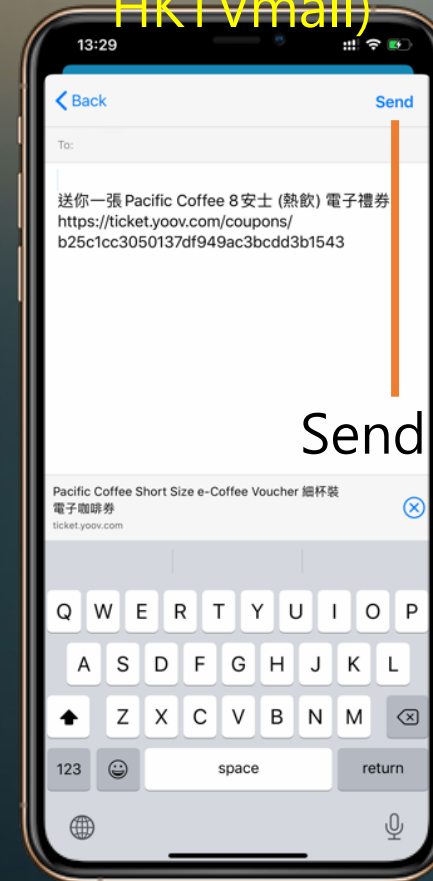 HKTVmall)
13:29
Back
Send
To:
送你一張 Pacific Coffee 8安士 (熱飲) 電子禮券
https://ticket.yoov.com/coupons/
b25c1cc3050137df949ac3bcdd3b1543
Send
Pacific Coffee Short Size e-Coffee Voucher 細杯裝
電子咖啡券
ticket.yoov.com
Q W E R T Y U I O P
A S D F G H J K L
Z X C V B N M
123 space return